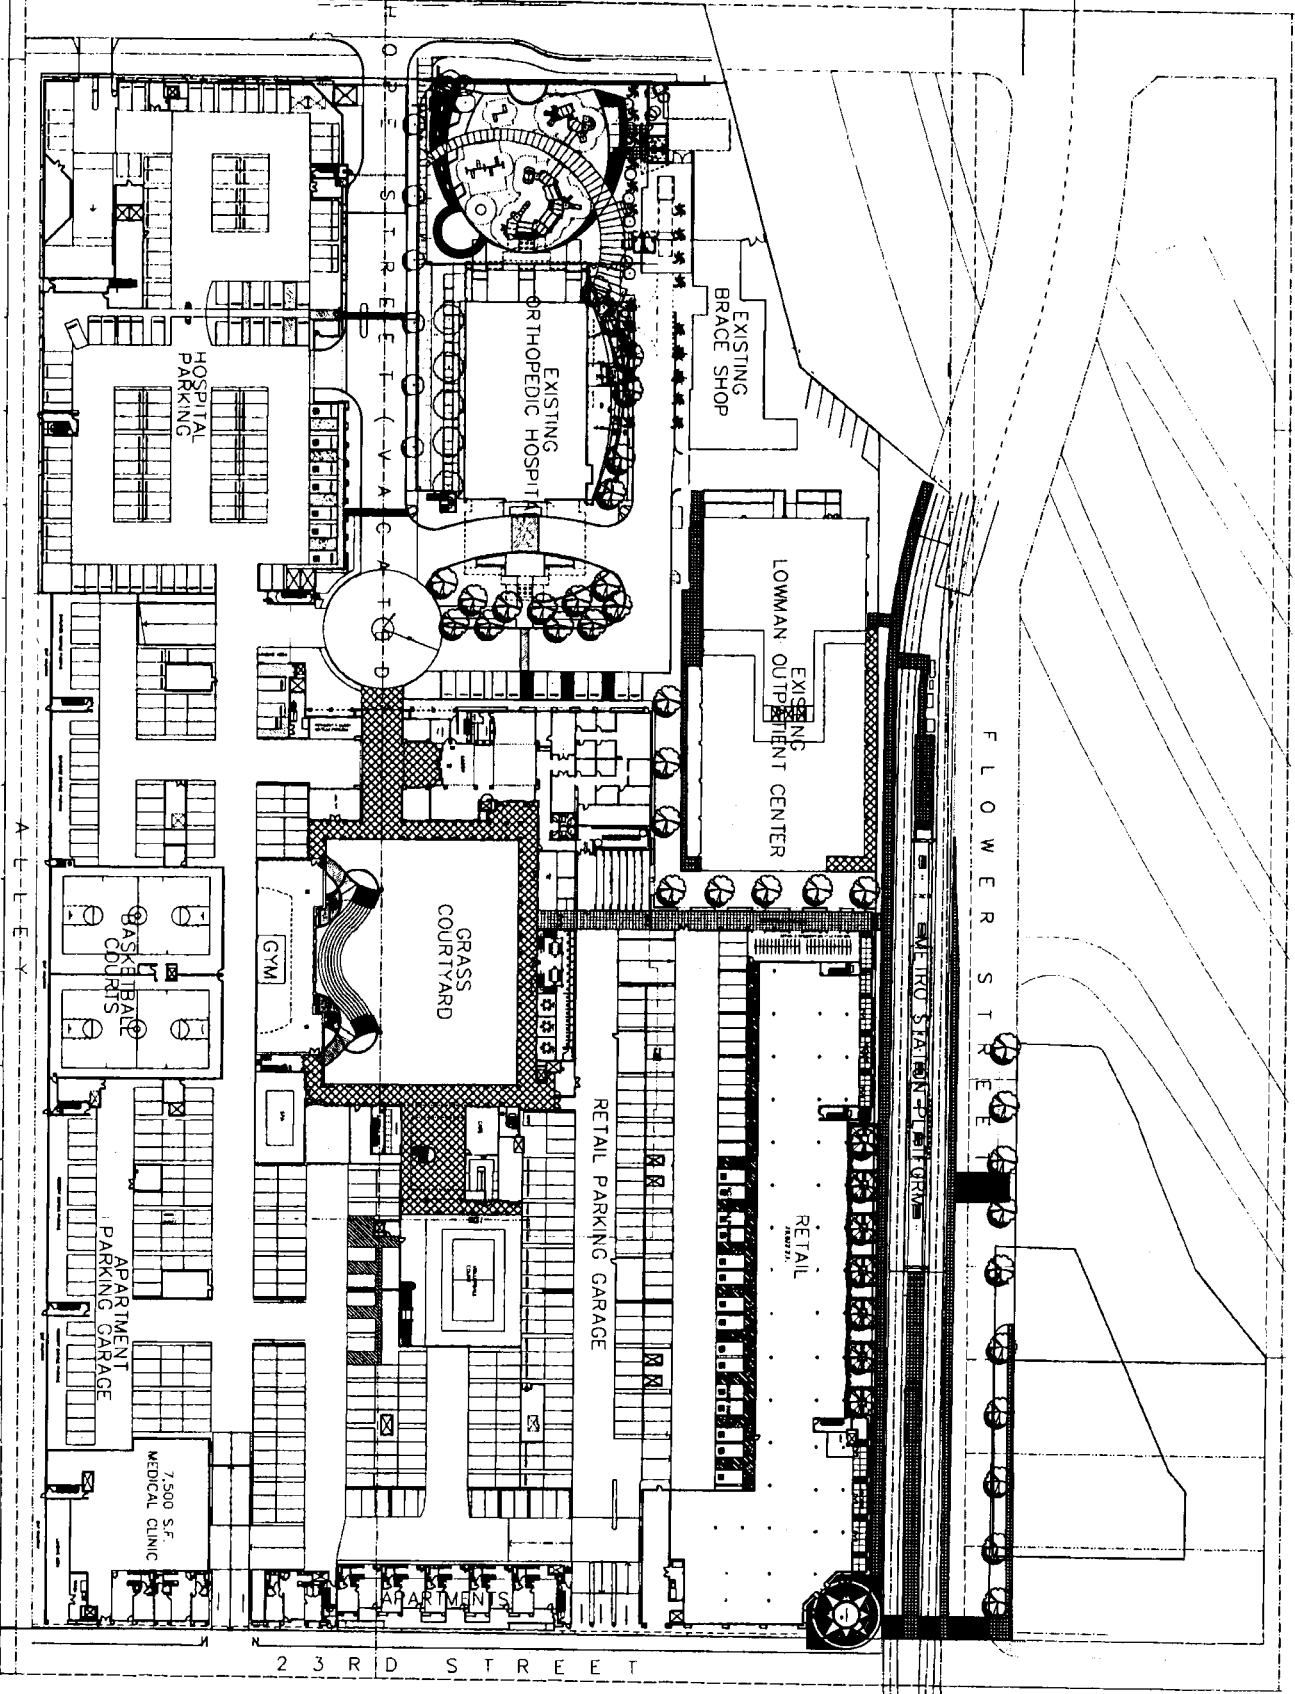 HOPE STREET (VACATED)
EXISTING
BRACE SHOP
EXISTING
ORTHOPEDIC HOSPITAL
HOSPITAL
PARKING
EXISTING
LOWMAN OUTPATIENT CENTER
FLOWER STREET
ALLEY
METRO STATION PLATFORM
GRASS
COURTYARD
GYM
BASKETBALL
COURTS
RETAIL PARKING GARAGE
RETAIL
APARTMENT
PARKING GARAGE
7,500 S.F.
MEDICAL CLINIC
APARTMENTS
23RD STREET